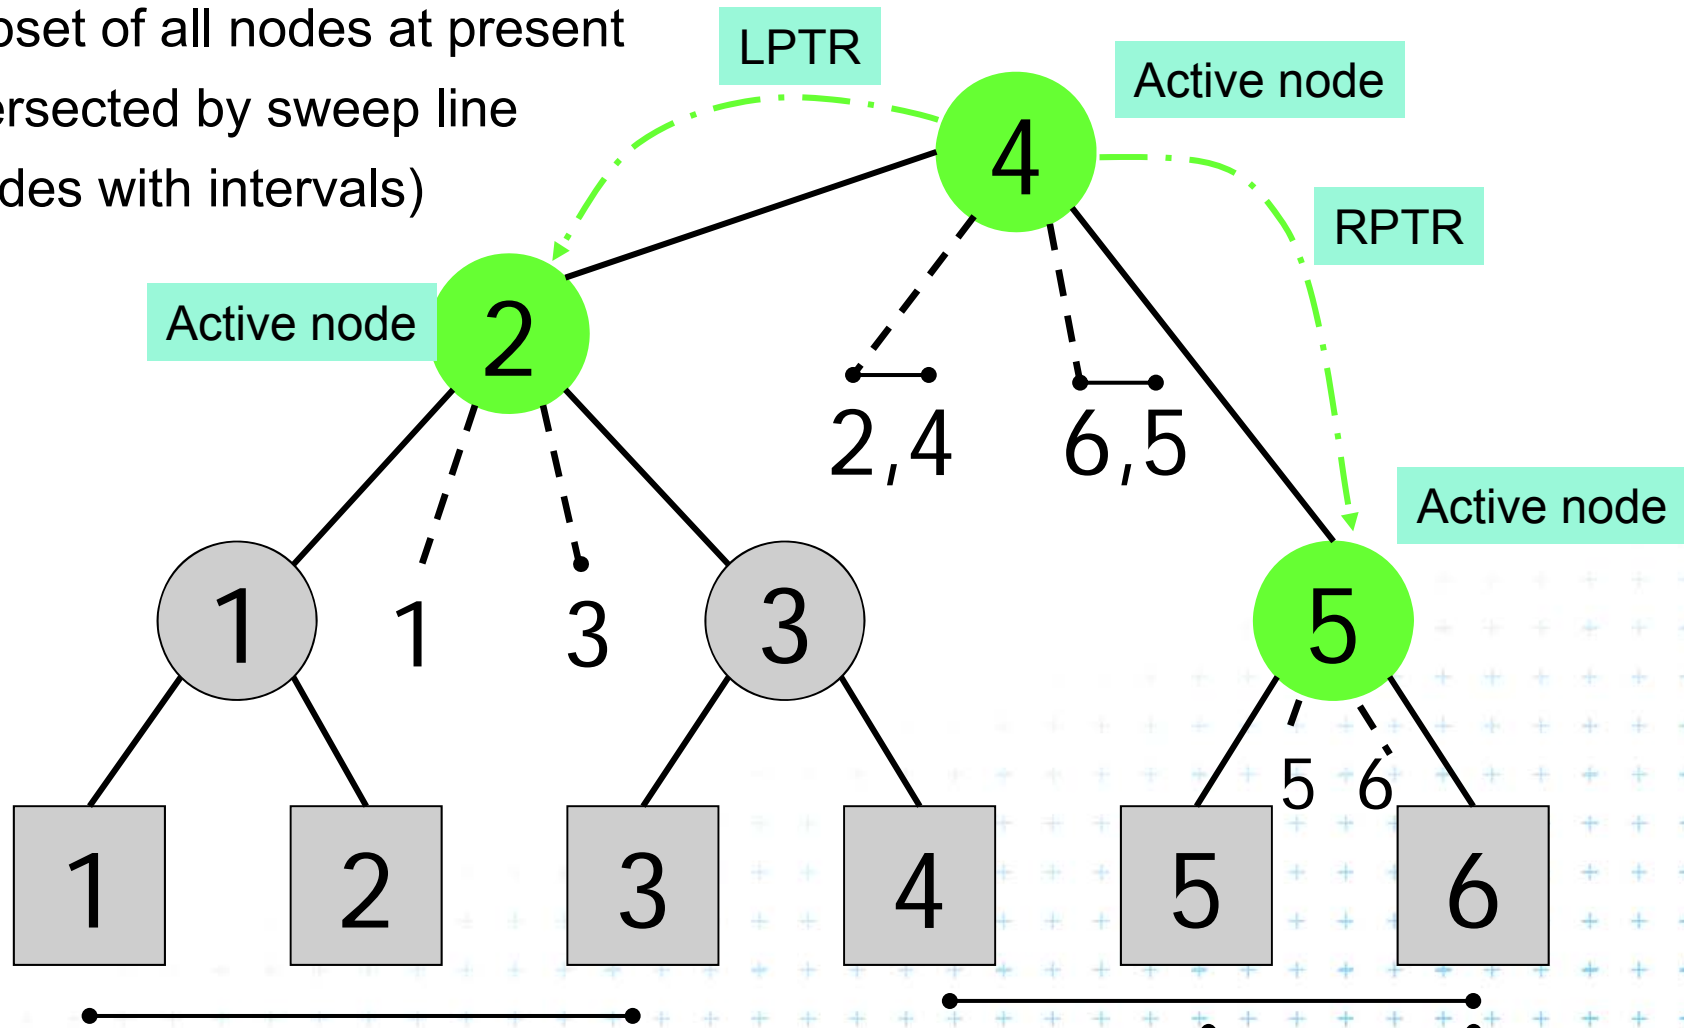 pset of all nodes at present
ersected by sweep line
des with intervals)
LPTR
Active node
4
RPTR
Active node
2
2,4
6,5
Active node
1
1
3
3
5
5
6
1
2
3
4
5
6